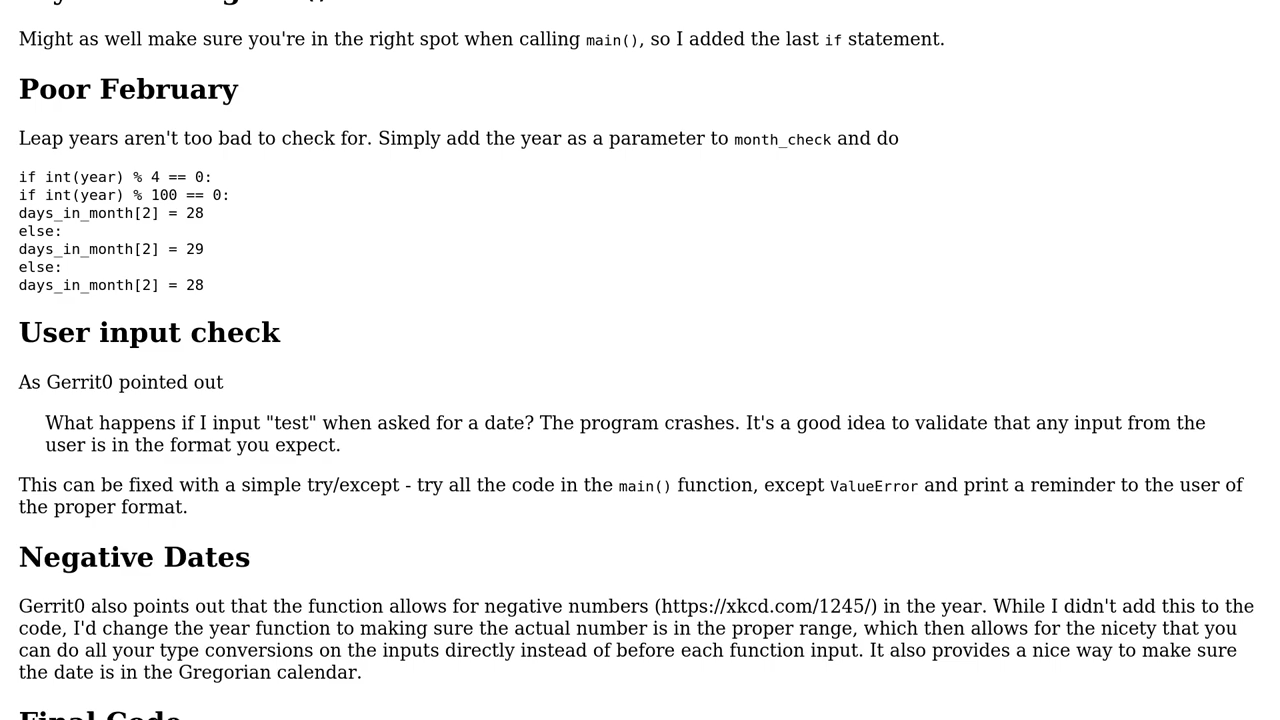 Might as well make sure you're in the right spot when calling main(), so I added the last if statement.
Poor February
Leap years aren't too bad to check for. Simply add the year as a parameter to month_check and do
if int(year) % 4 == 0:
if int(year) % 100 == 0:
days_in_month[2] = 28
else:
days_in_month[2] = 29
else:
days_in_month[2] = 28
User input check
As Gerrit0 pointed out
What happens if I input "test" when asked for a date? The program crashes. It's a good idea to validate that any input from the
user is in the format you expect.
This can be fixed with a simple try/except - try all the code in the main() function, except ValueError and print a reminder to the user of
the proper format.
Negative Dates
Gerrit0 also points out that the function allows for negative numbers (https://xkcd.com/1245/) in the year. While I didn't add this to the
code, I'd change the year function to making sure the actual number is in the proper range, which then allows for the nicety that you
can do all your type conversions on the inputs directly instead of before each function input. It also provides a nice way to make sure
the date is in the Gregorian calendar.
Final Code